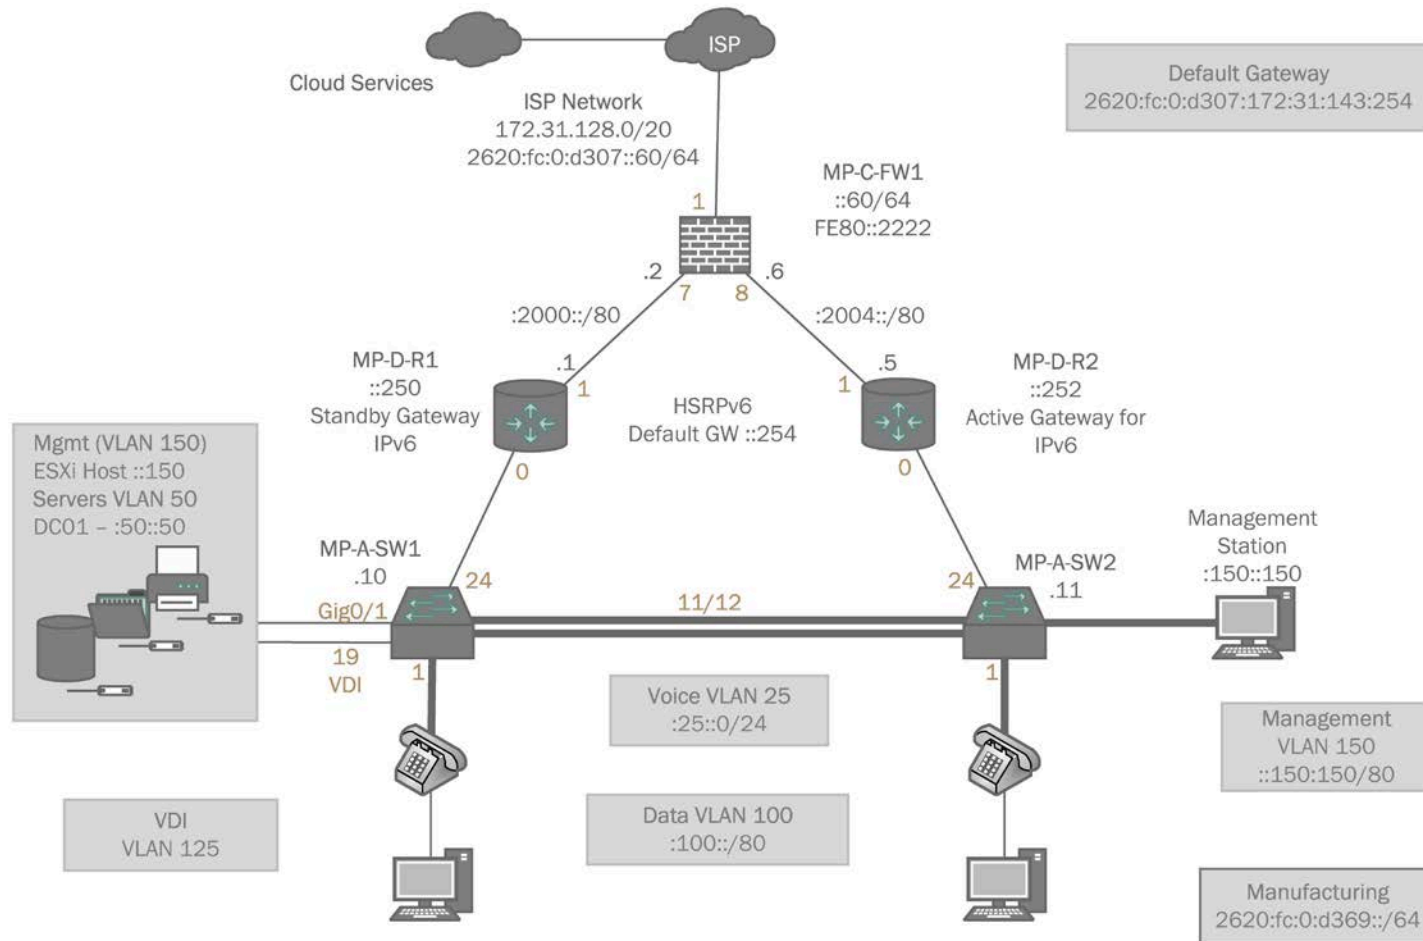 ISP
Cloud Services
ISP Network
172.31.128.0/20
2620:fc:0:d307::60/64
Default Gateway
2620:fc:0:d307:172:31:143:254
MP-C-FW1
::60/64
FE80::2222
1
.2
.6
7
8
:2000::/80
:2004::/80
MP-D-R1
::250
Standby Gateway
IPv6
.1
1
0
HSRPv6
Default GW ::254
.5
1
0
MP-D-R2
::252
Active Gateway for
IPv6
Mgmt (VLAN 150)
ESXi Host ::150
Servers VLAN 50
DC01 – :50::50
MP-A-SW1
.10
24
Gig0/1
19
VDI
1
11/12
24
MP-A-SW2
.11
1
Management
Station
:150::150
Voice VLAN 25
:25::0/24
Management
VLAN 150
::150:150/80
VDI
VLAN 125
Data VLAN 100
:100::/80
Manufacturing
2620:fc:0:d369::/64